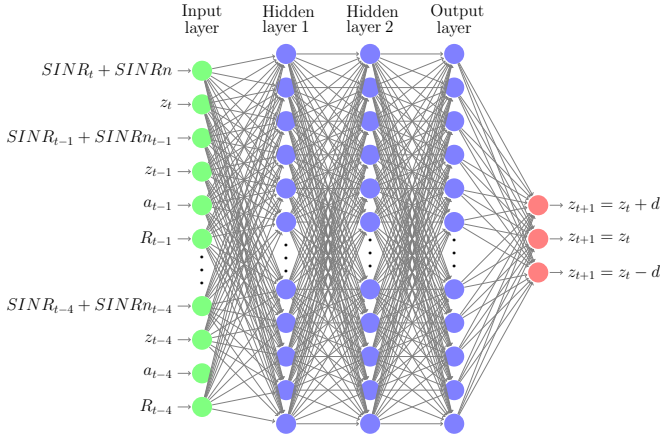 Input layer
Hidden layer 1
Hidden layer 2
Output layer
SINR_t + SINRn
z_t
SINR_{t-1} + SINRn_{t-1}
z_{t-1}
a_{t-1}
R_{t-1}
SINR_{t-4} + SINRn_{t-4}
z_{t-4}
a_{t-4}
R_{t-4}
z_{t+1} = z_t + d
z_{t+1} = z_t
z_{t+1} = z_t - d